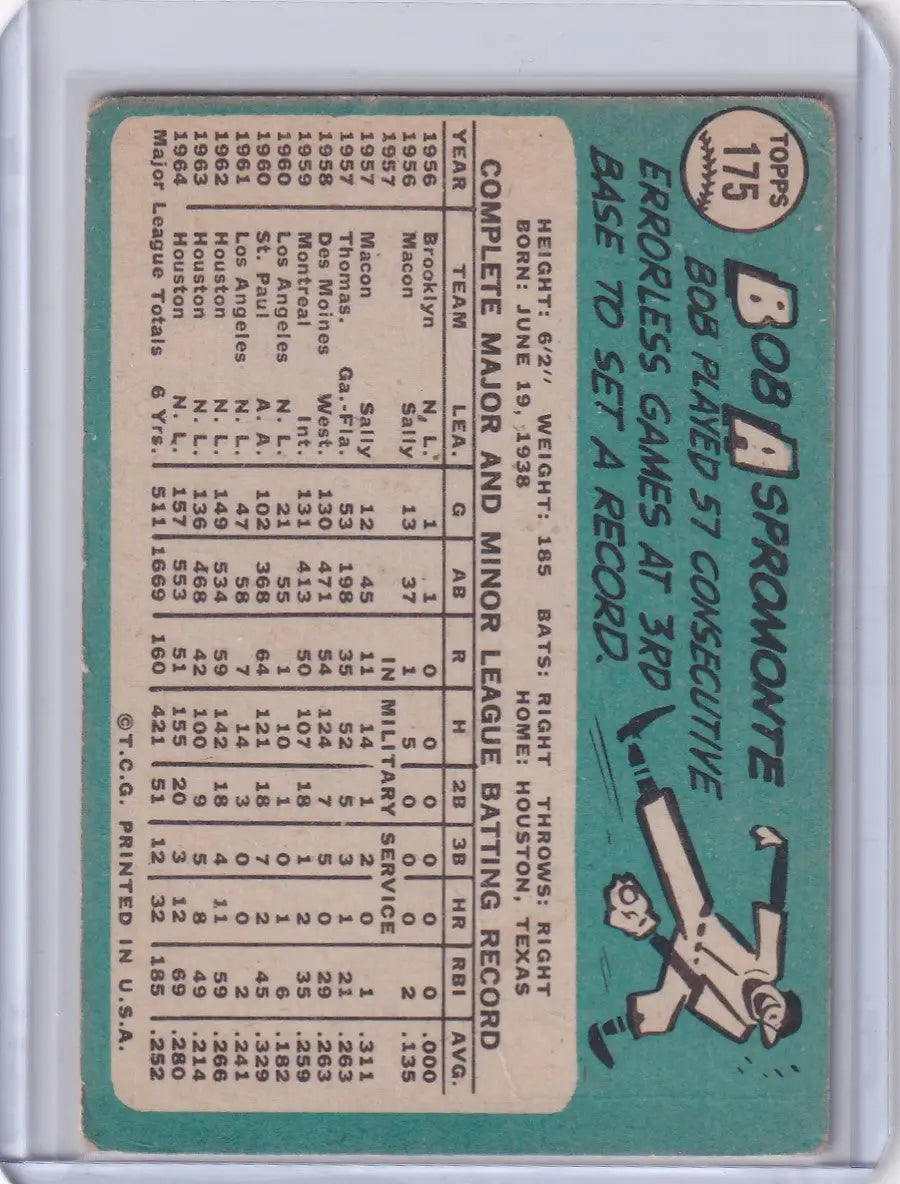 TOPPS
175
BOB ASPROMONTE
BOB PLAYED 57 CONSECUTIVE
ERRORLESS GAMES AT 3RD
BASE TO SET A RECORD.
HEIGHT: 6/2" WEIGHT: 185 BATS: RIGHT THROWS: RIGHT
BORN: JUNE 19, 1938 HOME: HOUSTON, TEXAS
COMPLETE MAJOR AND MINOR LEAGUE BATTING RECORD
YEAR TEAM LEA. G AB R H 2B 3B HR RBI AVG.
1956 Brooklyn N. L. 1 1 0 0 0 0 0 0 .000
1956 Macon Sally 13 37 1 5 0 0 0 2 .135
1957 IN MILITARY SERVICE
1957 Macon Sally 12 45 11 14 1 2 0 1 .311
1957 Thomas. Ga.-Fla. 53 198 35 52 5 3 1 21 .263
1958 Des Moines West. 130 471 54 124 7 5 0 29 .263
1959 Montreal Int. 131 413 50 107 18 1 2 35 .259
1960 Los Angeles N. L. 21 55 1 10 1 0 1 6 .182
1960 St. Paul A. A. 102 368 64 121 18 7 2 45 .329
1961 Los Angeles N. L. 47 58 7 14 3 0 0 2 .241
1962 Houston N. L. 149 534 59 142 18 4 11 59 .266
1963 Houston N. L. 136 468 42 100 9 5 8 49 .214
1964 Houston N. L. 157 553 51 155 20 3 12 69 .280
Major League Totals 6 Yrs. 511 1669 160 421 51 12 32 185 .252
©T.C.G. PRINTED IN U.S.A.